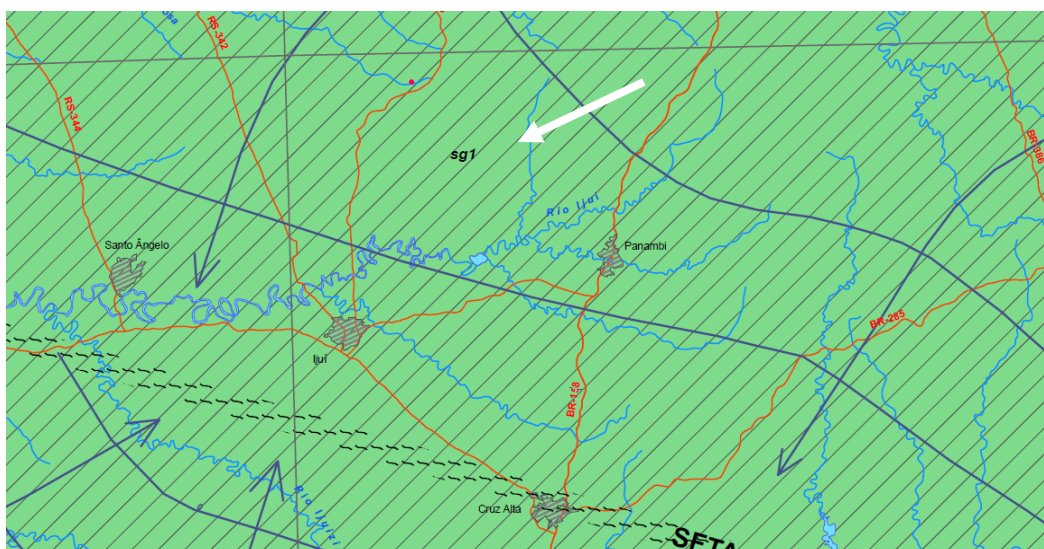 osa
RS-342
RS-344
BR-386
sg1
Rio Ijuí
Santo Ângelo
Panambi
BR-285
Ijuí
BR-158
Rio Ijuizi
Cruz Alta
SETA